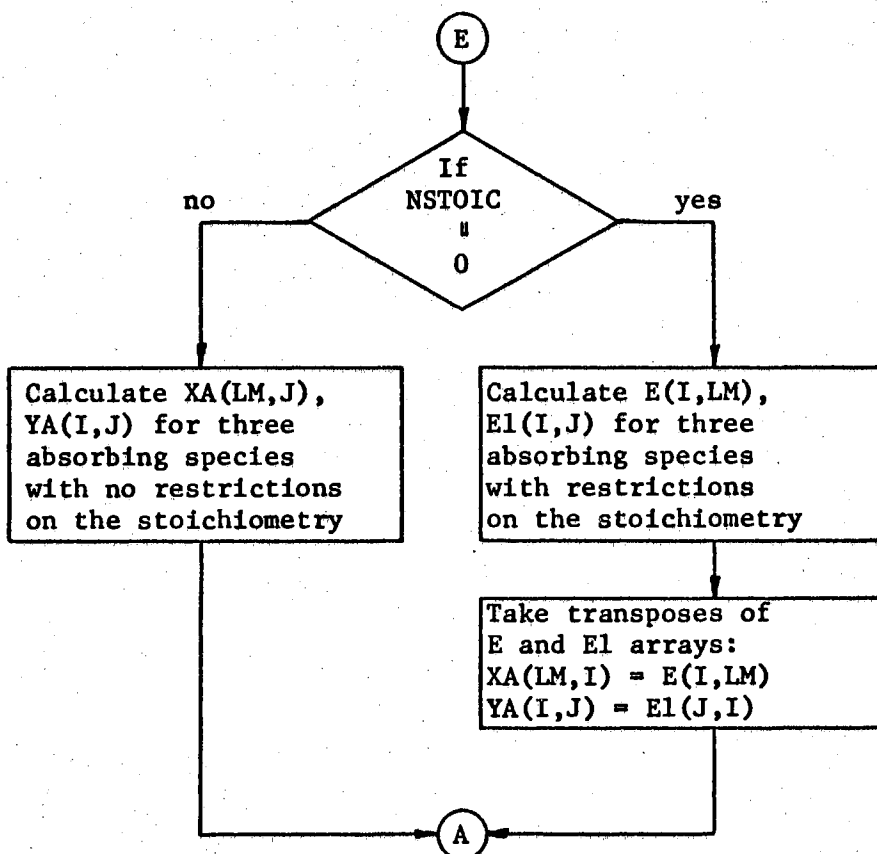 E
If
NSTOIC
=
0
no
yes
Calculate XA(LM,J),
YA(I,J) for three
absorbing species
with no restrictions
on the stoichiometry
Calculate E(I,LM),
E1(I,J) for three
absorbing species
with restrictions
on the stoichiometry
Take transposes of
E and E1 arrays:
XA(LM,I) = E(I,LM)
YA(I,J) = E1(J,I)
A